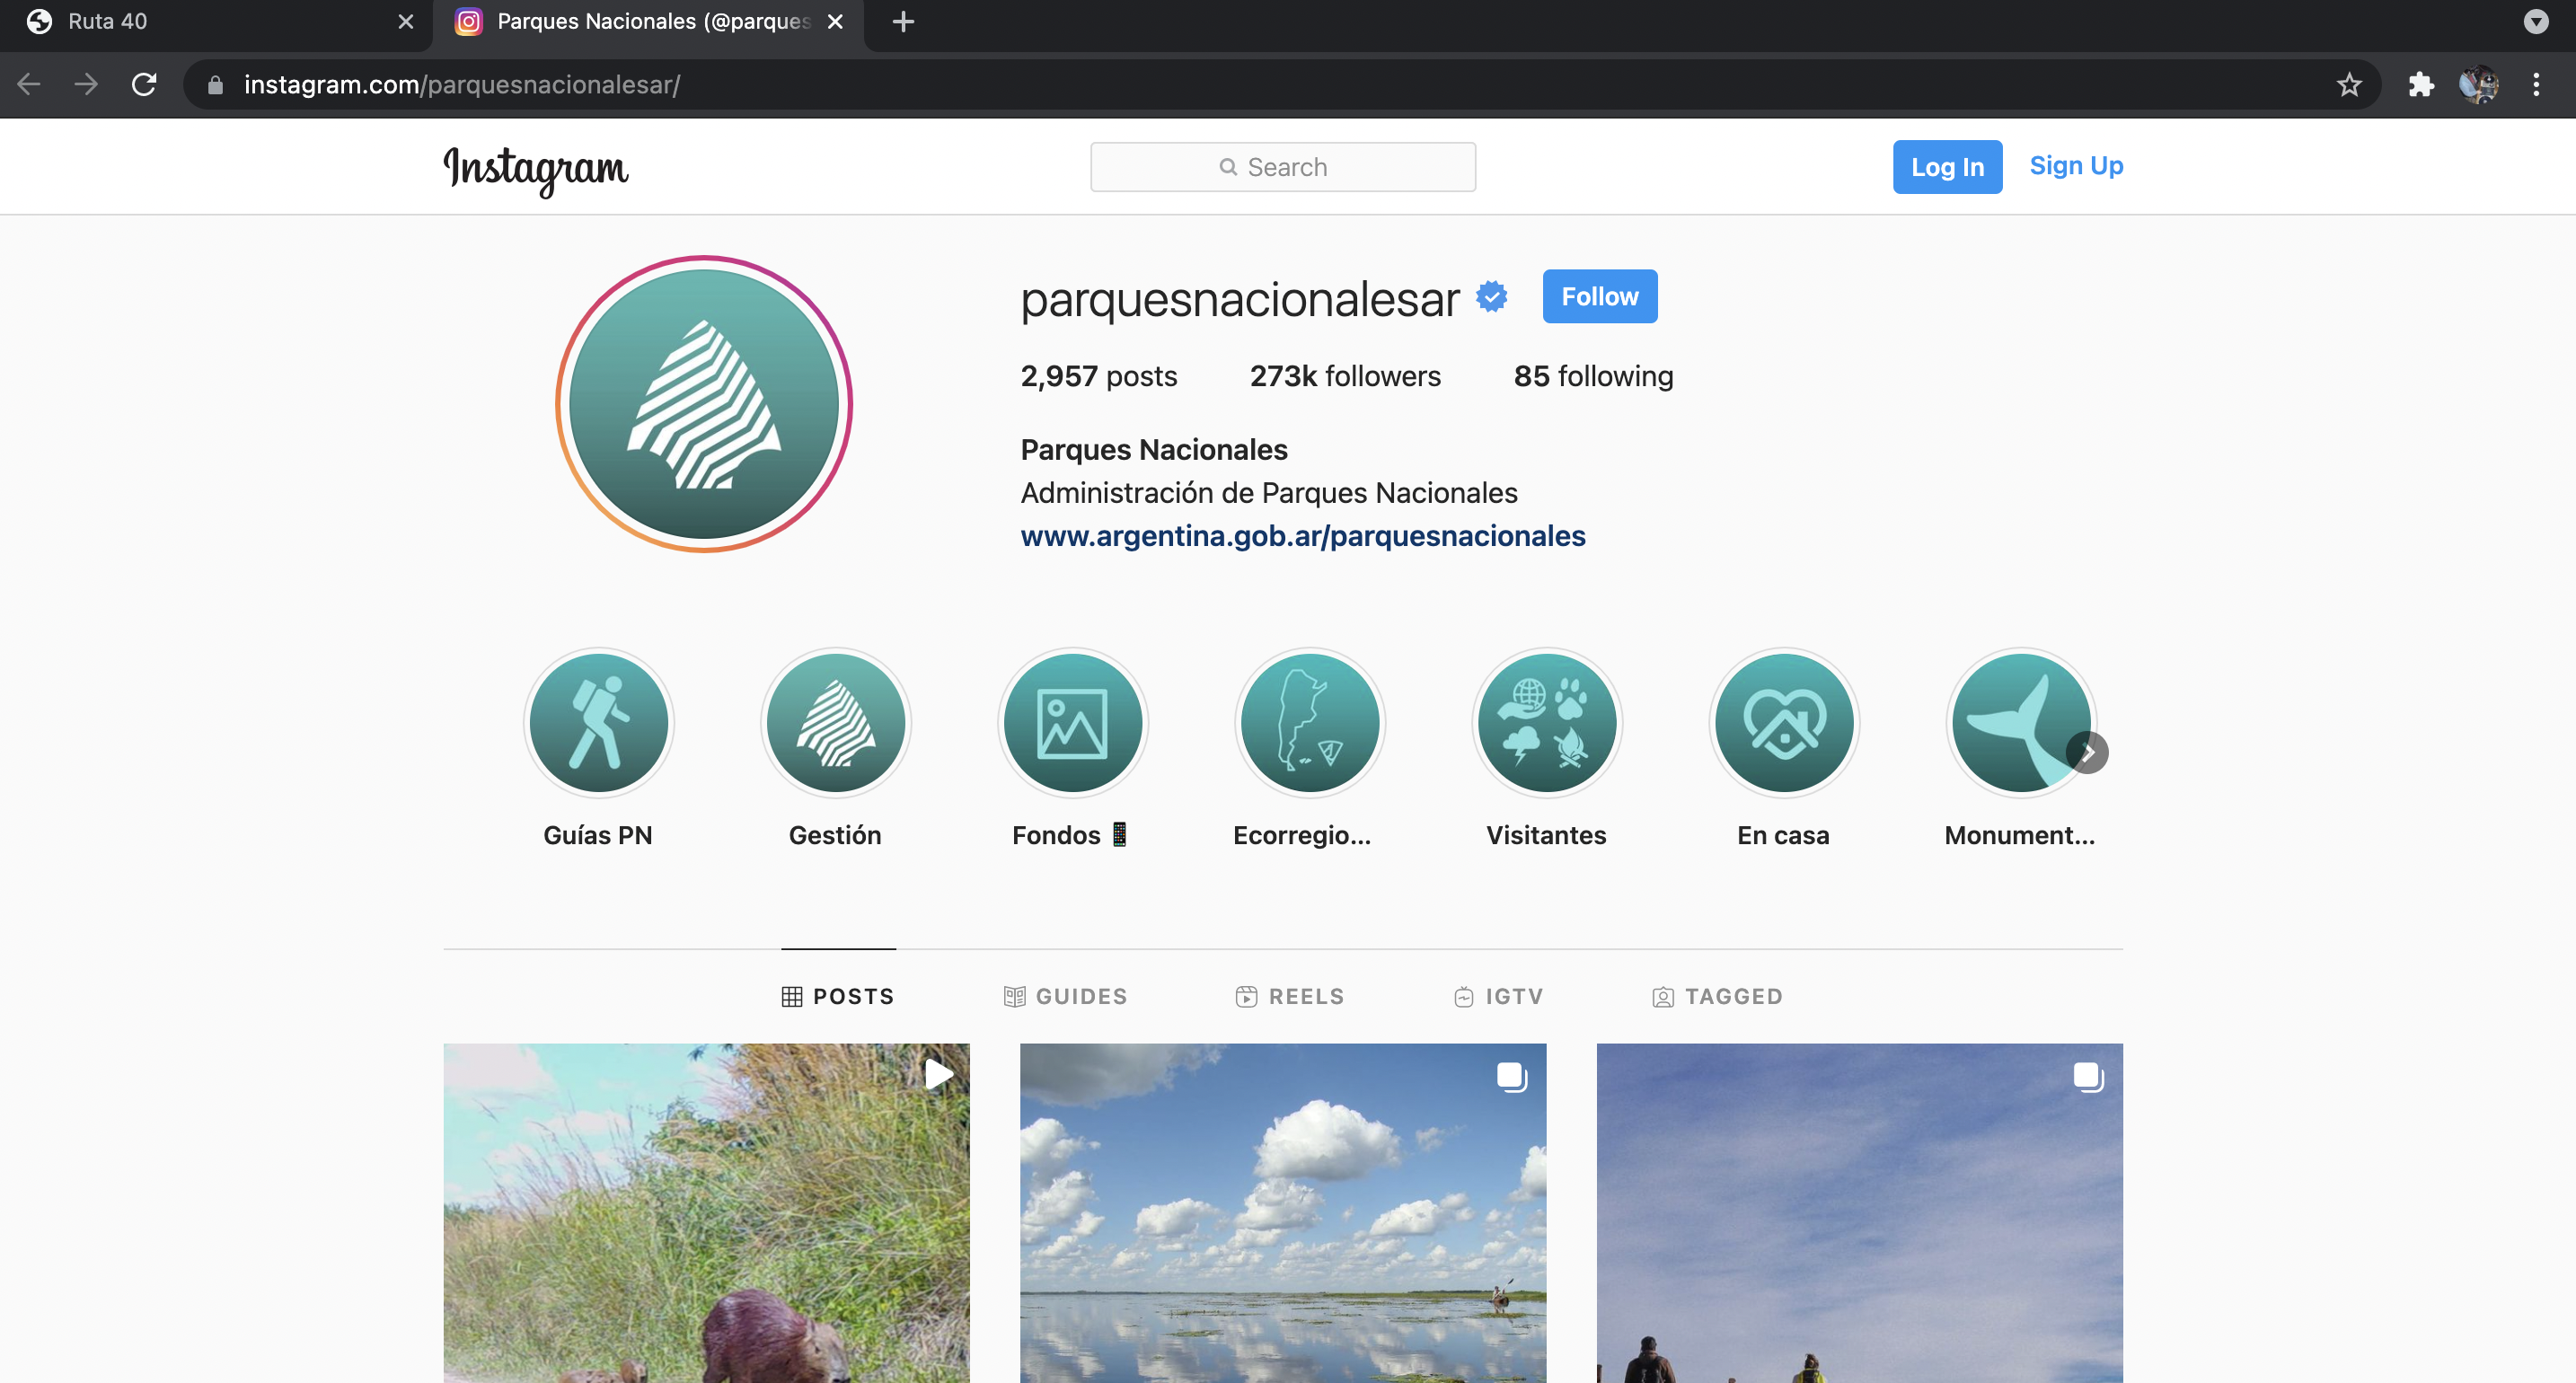 Ruta 40
Parques Nacionales (@parques
instagram.com/parquesnacionalesar/
Instagram
Search
Log In
Sign Up
parquesnacionalesar
Follow
2,957 posts 273k followers 85 following
Parques Nacionales
Administración de Parques Nacionales
www.argentina.gob.ar/parquesnacionales
Guías PN
Gestión
Fondos 📱
Ecorregio...
Visitantes
En casa
Monument...
POSTS
GUIDES
REELS
IGTV
TAGGED